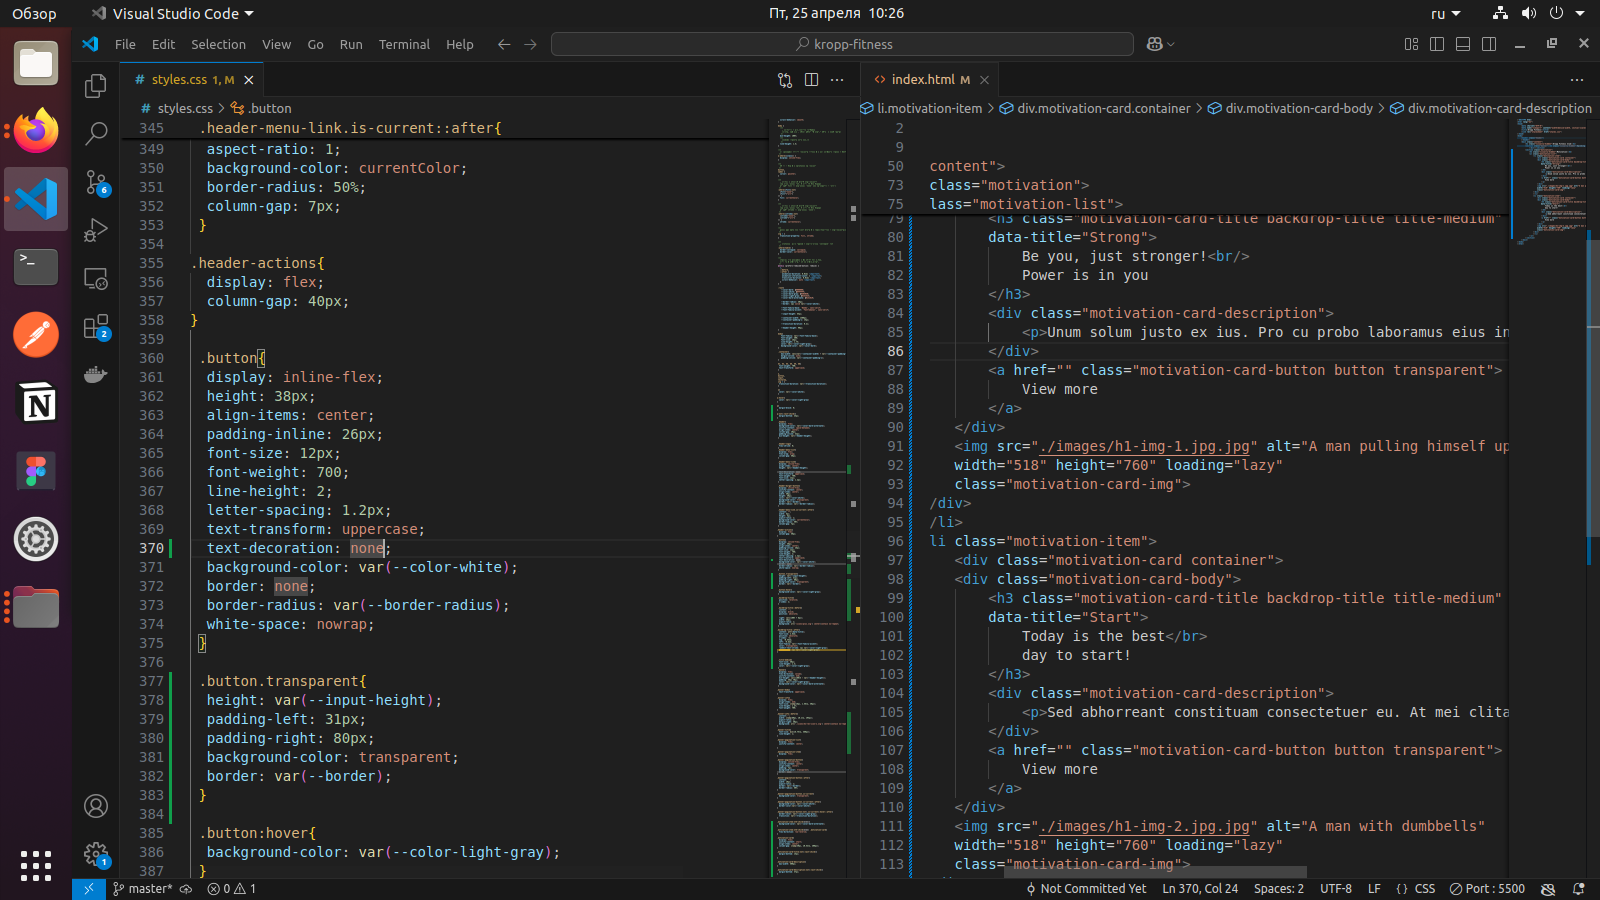 Обзор
Visual Studio Code
Пт, 25 апреля 10:26
ru
File Edit Selection View Go Run Terminal Help
kropp-fitness
# styles.css 1, M
# styles.css > .button
345 .header-menu-link.is-current::after{
349 aspect-ratio: 1;
350 background-color: currentColor;
351 border-radius: 50%;
352 column-gap: 7px;
353 }
354
355 .header-actions{
356 display: flex;
357 column-gap: 40px;
358 }
359
360 .button{
361 display: inline-flex;
362 height: 38px;
363 align-items: center;
364 padding-inline: 26px;
365 font-size: 12px;
366 font-weight: 700;
367 line-height: 2;
368 letter-spacing: 1.2px;
369 text-transform: uppercase;
370 text-decoration: none;
371 background-color: var(--color-white);
372 border: none;
373 border-radius: var(--border-radius);
374 white-space: nowrap;
375 }
376
377 .button.transparent{
378 height: var(--input-height);
379 padding-left: 31px;
380 padding-right: 80px;
381 background-color: transparent;
382 border: var(--border);
383 }
384
385 .button:hover{
386 background-color: var(--color-light-gray);
387 }
<> index.html M
li.motivation-item > div.motivation-card.container > div.motivation-card-body > div.motivation-card-description
2
9
50 content">
73 class="motivation">
75 lass="motivation-list">
79 <h3 class="motivation-card-title backdrop-title title-medium"
80 data-title="Strong">
81 Be you, just stronger!<br/>
82 Power is in you
83 </h3>
84 <div class="motivation-card-description">
85 <p>Unum solum justo ex ius. Pro cu probo laboramus eius in
86 </div>
87 <a href="" class="motivation-card-button button transparent">
88 View more
89 </a>
90 </div>
91 <img src="./images/h1-img-1.jpg.jpg" alt="A man pulling himself up
92 width="518" height="760" loading="lazy"
93 class="motivation-card-img">
94 /div>
95 /li>
96 li class="motivation-item">
97 <div class="motivation-card container">
98 <div class="motivation-card-body">
99 <h3 class="motivation-card-title backdrop-title title-medium"
100 data-title="Start">
101 Today is the best</br>
102 day to start!
103 </h3>
104 <div class="motivation-card-description">
105 <p>Sed abhorreant constituam consectetuer eu. At mei clita
106 </div>
107 <a href="" class="motivation-card-button button transparent">
108 View more
109 </a>
110 </div>
111 <img src="./images/h1-img-2.jpg.jpg" alt="A man with dumbbells"
112 width="518" height="760" loading="lazy"
113 class="motivation-card-img">
6
2
1
master* 0 1
Not Committed Yet Ln 370, Col 24 Spaces: 2 UTF-8 LF {} CSS Port : 5500